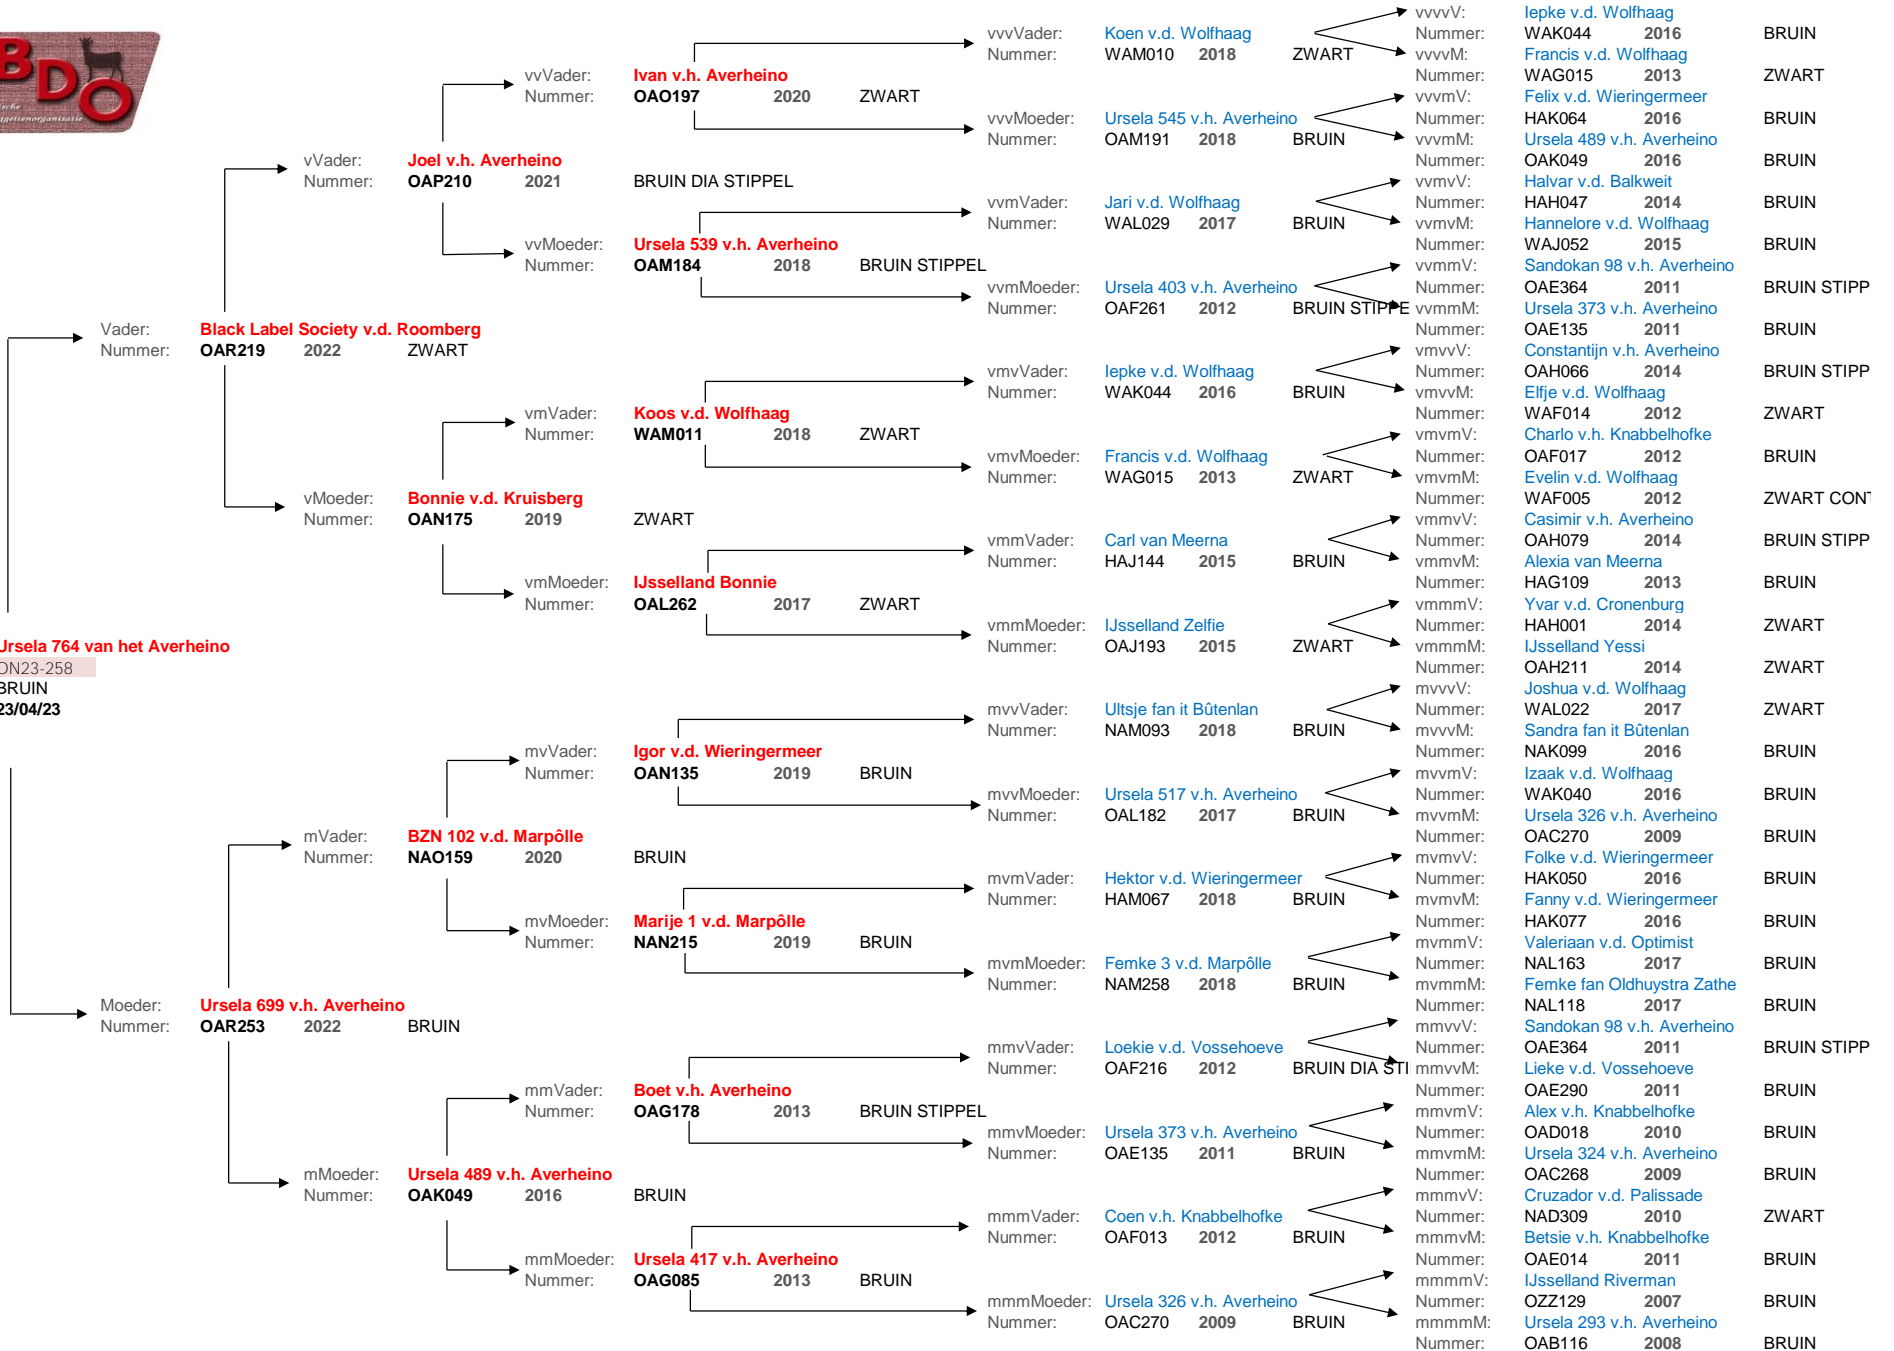 BDO
vvvvV: Iepke v.d. Wolfhaag
vvvVader: Koen v.d. Wolfhaag Nummer: WAK044 2016 BRUIN
Nummer: WAM010 2018 ZWART vvvvM: Francis v.d. Wolfhaag
vvVader: Ivan v.h. Averheino Nummer: WAG015 2013 ZWART
Nummer: OAO197 2020 ZWART vvvmV: Felix v.d. Wieringermeer
vvvMoeder: Ursela 545 v.h. Averheino Nummer: HAK064 2016 BRUIN
Nummer: OAM191 2018 BRUIN vvvmM: Ursela 489 v.h. Averheino
vVader: Joel v.h. Averheino Nummer: OAK049 2016 BRUIN
Nummer: OAP210 2021 BRUIN DIA STIPPEL vvmvV: Halvar v.d. Balkweit
vvmVader: Jari v.d. Wolfhaag Nummer: HAH047 2014 BRUIN
Nummer: WAL029 2017 BRUIN vvmvM: Hannelore v.d. Wolfhaag
vvMoeder: Ursela 539 v.h. Averheino Nummer: WAJ052 2015 BRUIN
Nummer: OAM184 2018 BRUIN STIPPEL vvmmV: Sandokan 98 v.h. Averheino
vvmMoeder: Ursela 403 v.h. Averheino Nummer: OAE364 2011 BRUIN STIPP
Nummer: OAF261 2012 BRUIN STIPPE vvmmM: Ursela 373 v.h. Averheino
Vader: Black Label Society v.d. Roomberg Nummer: OAE135 2011 BRUIN
Nummer: OAR219 2022 ZWART vmvvV: Constantijn v.h. Averheino
vmvVader: Iepke v.d. Wolfhaag Nummer: OAH066 2014 BRUIN STIPP
Nummer: WAK044 2016 BRUIN vmvvM: Elfje v.d. Wolfhaag
vmVader: Koos v.d. Wolfhaag Nummer: WAF014 2012 ZWART
Nummer: WAM011 2018 ZWART vmvmV: Charlo v.h. Knabbelhofke
vmvMoeder: Francis v.d. Wolfhaag Nummer: OAF017 2012 BRUIN
Nummer: WAG015 2013 ZWART vmvmM: Evelin v.d. Wolfhaag
vMoeder: Bonnie v.d. Kruisberg Nummer: WAF005 2012 ZWART CONT
Nummer: OAN175 2019 ZWART vmmvV: Casimir v.h. Averheino
vmmVader: Carl van Meerna Nummer: OAH079 2014 BRUIN STIPP
Nummer: HAJ144 2015 BRUIN vmmvM: Alexia van Meerna
vmMoeder: IJsselland Bonnie Nummer: HAG109 2013 BRUIN
Nummer: OAL262 2017 ZWART vmmmV: Yvar v.d. Cronenburg
vmmMoeder: IJsselland Zelfie Nummer: HAH001 2014 ZWART
Nummer: OAJ193 2015 ZWART vmmmM: IJsselland Yessi
Ursela 764 van het Averheino
Nummer: OAH211 2014 ZWART
DN23-258
BRUIN mvvvV: Joshua v.d. Wolfhaag
23/04/23 mvvVader: Ultsje fan it Bûtenlan Nummer: WAL022 2017 ZWART
Nummer: NAM093 2018 BRUIN mvvvM: Sandra fan it Bûtenlan
mvVader: Igor v.d. Wieringermeer Nummer: NAK099 2016 BRUIN
Nummer: OAN135 2019 BRUIN mvvmV: Izaak v.d. Wolfhaag
mvvMoeder: Ursela 517 v.h. Averheino Nummer: WAK040 2016 BRUIN
Nummer: OAL182 2017 BRUIN mvvmM: Ursela 326 v.h. Averheino
mVader: BZN 102 v.d. Marpôlle Nummer: OAC270 2009 BRUIN
Nummer: NAO159 2020 BRUIN mvmvV: Folke v.d. Wieringermeer
mvmVader: Hektor v.d. Wieringermeer Nummer: HAK050 2016 BRUIN
Nummer: HAM067 2018 BRUIN mvmvM: Fanny v.d. Wieringermeer
mvMoeder: Marije 1 v.d. Marpôlle Nummer: HAK077 2016 BRUIN
Nummer: NAN215 2019 BRUIN mvmmV: Valeriaan v.d. Optimist
mvmMoeder: Femke 3 v.d. Marpôlle Nummer: NAL163 2017 BRUIN
Nummer: NAM258 2018 BRUIN mvmmM: Femke fan Oldhuystra Zathe
Moeder: Ursela 699 v.h. Averheino Nummer: NAL118 2017 BRUIN
Nummer: OAR253 2022 BRUIN mmvvV: Sandokan 98 v.h. Averheino
mmvVader: Loekie v.d. Vossehoeve Nummer: OAE364 2011 BRUIN STIPP
Nummer: OAF216 2012 BRUIN DIA STI mmvvM: Lieke v.d. Vossehoeve
mmVader: Boet v.h. Averheino Nummer: OAE290 2011 BRUIN
Nummer: OAG178 2013 BRUIN STIPPEL mmvmV: Alex v.h. Knabbelhofke
mmvMoeder: Ursela 373 v.h. Averheino Nummer: OAD018 2010 BRUIN
Nummer: OAE135 2011 BRUIN mmvmM: Ursela 324 v.h. Averheino
mMoeder: Ursela 489 v.h. Averheino Nummer: OAC268 2009 BRUIN
Nummer: OAK049 2016 BRUIN mmmvV: Cruzador v.d. Palissade
mmmVader: Coen v.h. Knabbelhofke Nummer: NAD309 2010 ZWART
Nummer: OAF013 2012 BRUIN mmmvM: Betsie v.h. Knabbelhofke
mmMoeder: Ursela 417 v.h. Averheino Nummer: OAE014 2011 BRUIN
Nummer: OAG085 2013 BRUIN mmmmV: IJsselland Riverman
mmmMoeder: Ursela 326 v.h. Averheino Nummer: OZZ129 2007 BRUIN
Nummer: OAC270 2009 BRUIN mmmmM: Ursela 293 v.h. Averheino
Nummer: OAB116 2008 BRUIN